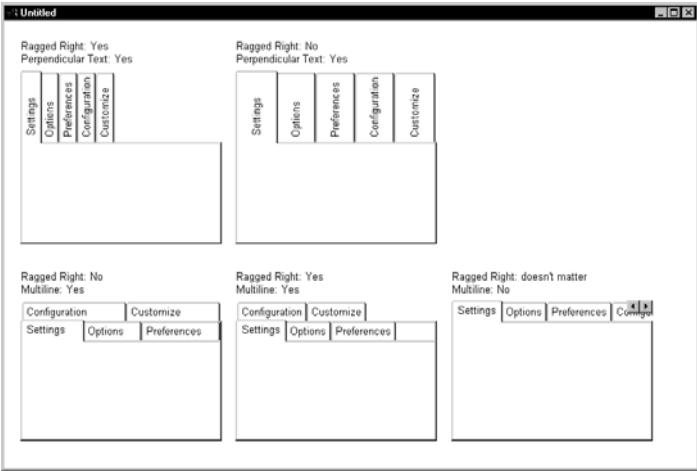 Untitled
Ragged Right: Yes
Perpendicular Text: Yes
Settings
Options
Preferences
Configuration
Customize
Ragged Right: No
Perpendicular Text: Yes
Settings
Options
Preferences
Configuration
Customize
Ragged Right: No
Multiline: Yes
Configuration Customize
Settings Options Preferences
Ragged Right: Yes
Multiline: Yes
Configuration Customize
Settings Options Preferences
Ragged Right: doesn't matter
Multiline: No
Settings Options Preferences